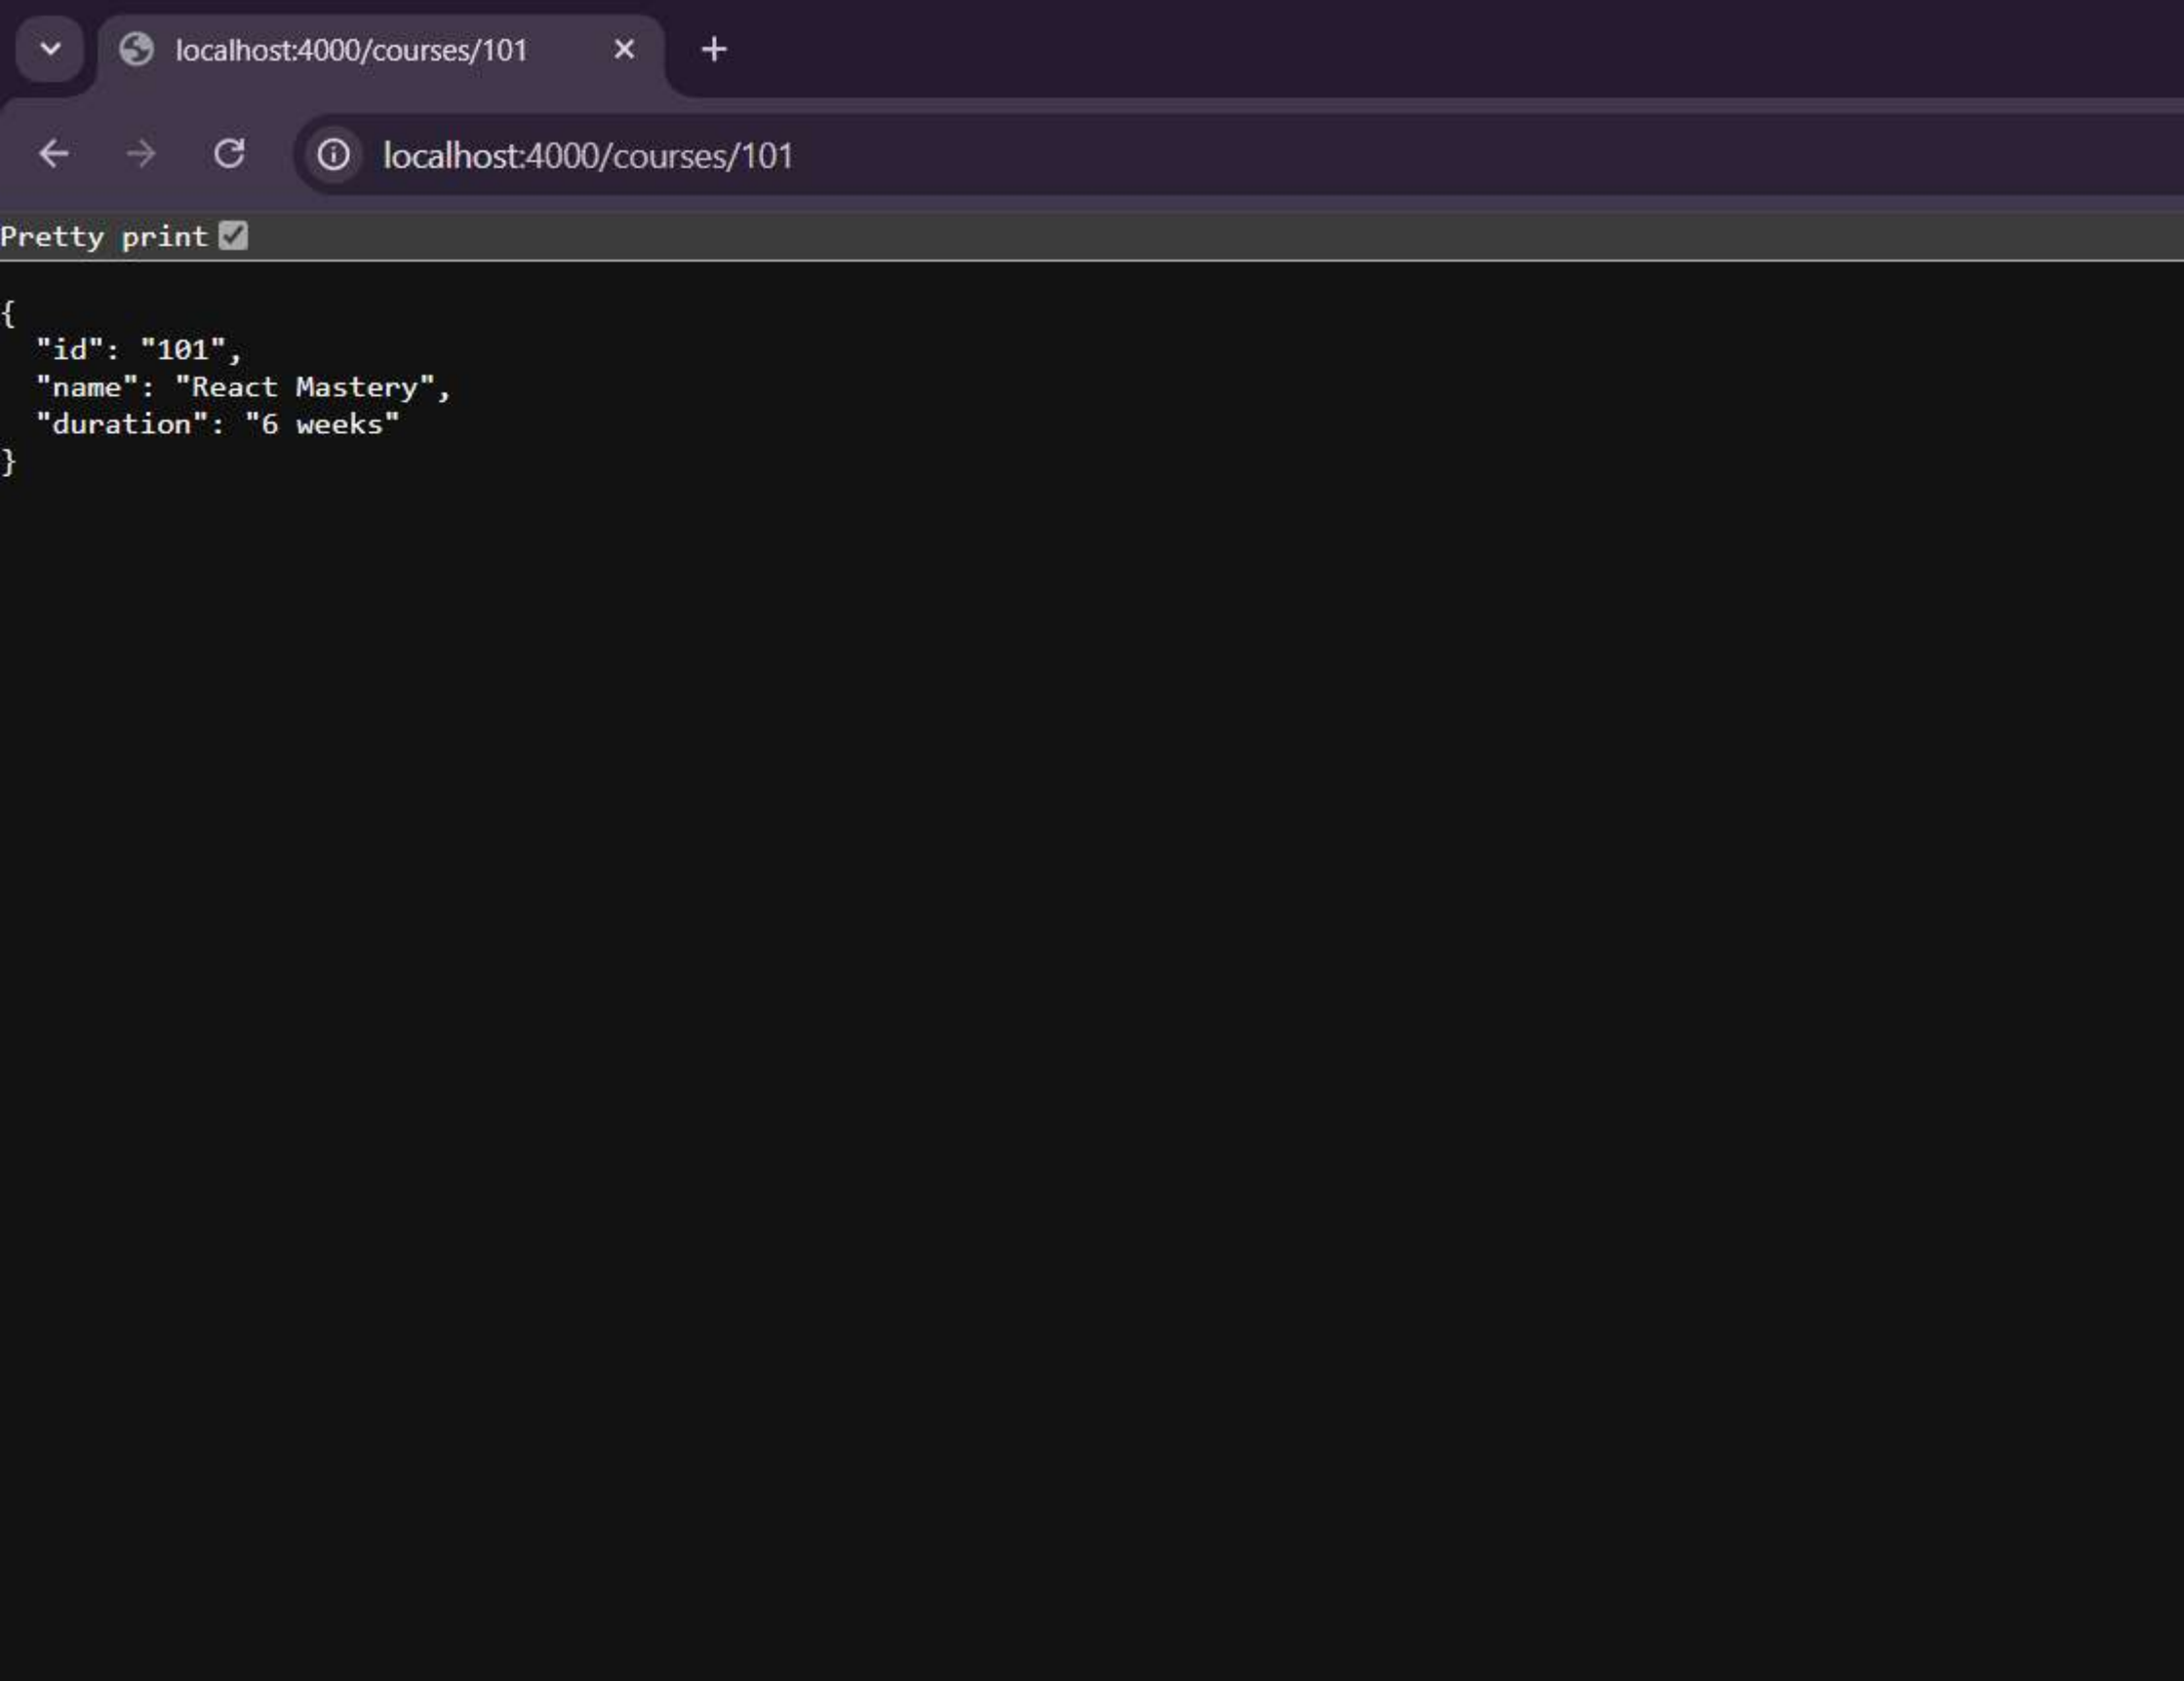 localhost:4000/courses/101
localhost:4000/courses/101
Pretty print
{
  "id": "101",
  "name": "React Mastery",
  "duration": "6 weeks"
}